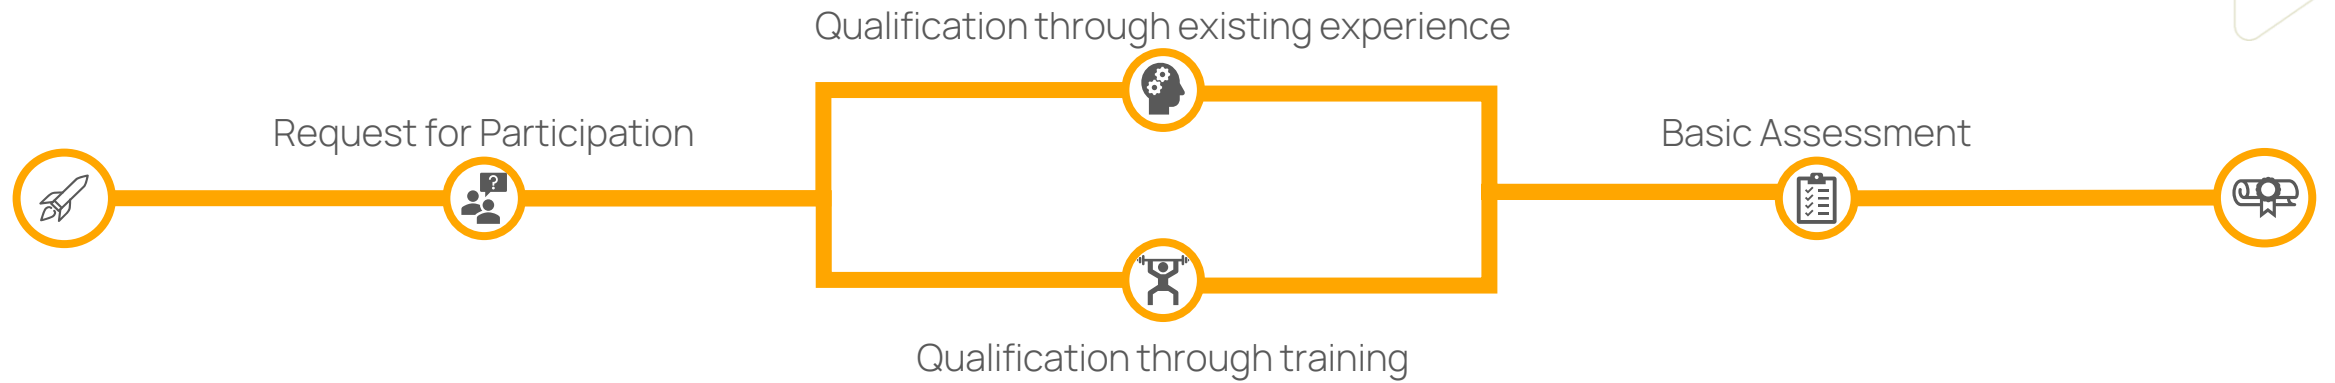 Qualification through existing experience
Request for Participation
?
Basic Assessment
Qualification through training